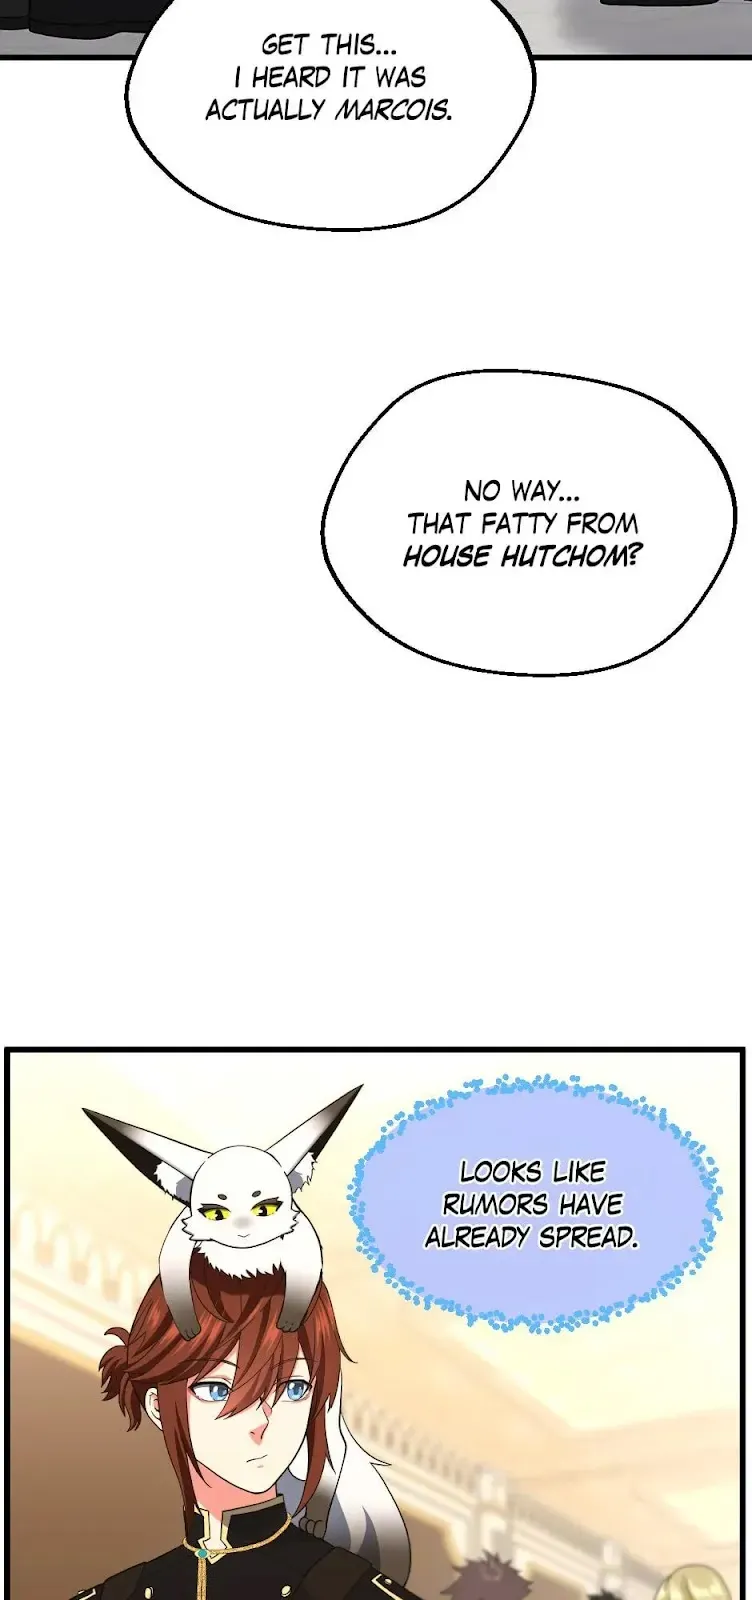 GET THIS...
I HEARD IT WAS
ACTUALLY MARCOIS.
NO WAY...
THAT FATTY FROM
HOUSE HUTCHOM?
LOOKS LIKE
RUMORS HAVE
ALREADY SPREAD.